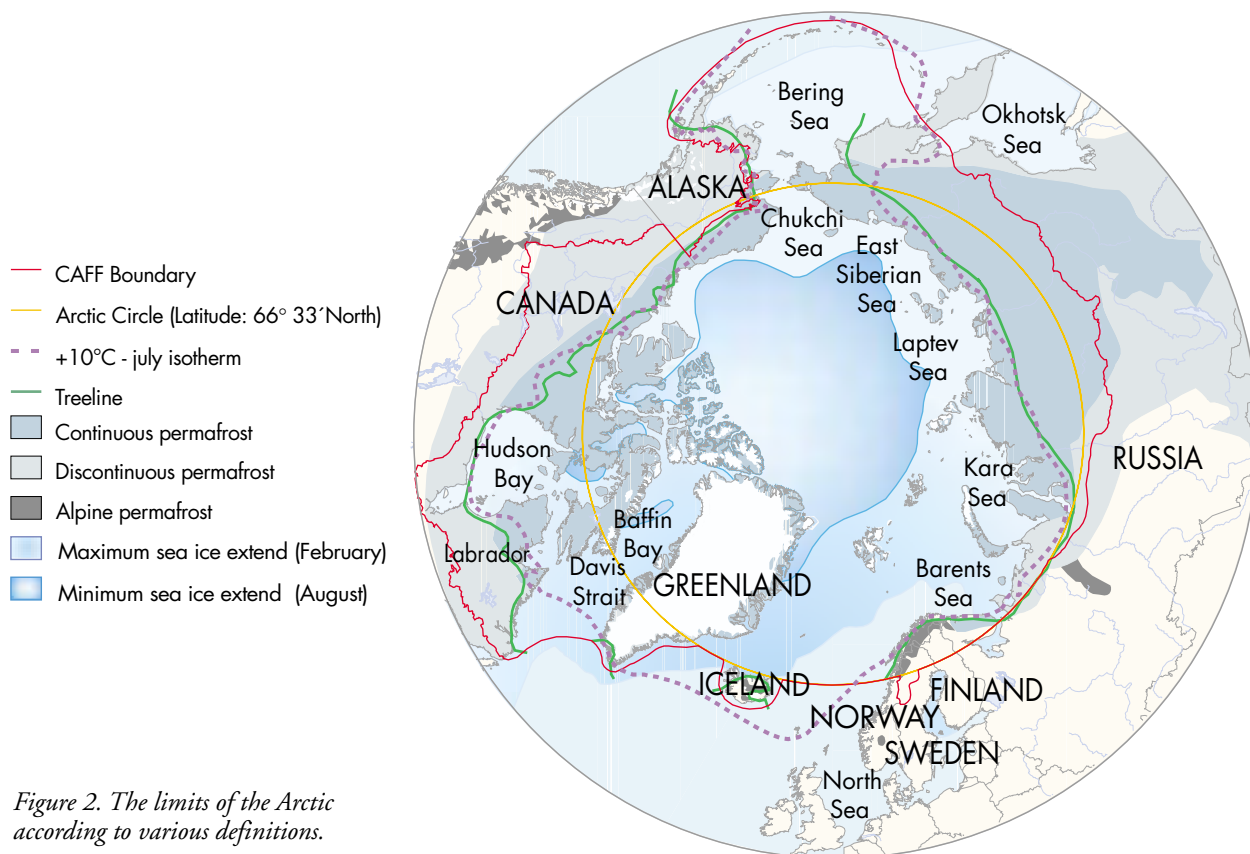 CAFF Boundary
Arctic Circle (Latitude: 66° 33´North)
+10°C - july isotherm
Treeline
Continuous permafrost
Discontinuous permafrost
Alpine permafrost
Maximum sea ice extend (February)
Minimum sea ice extend (August)
Bering
Sea
Okhotsk
Sea
ALASKA
Chukchi
Sea
East
Siberian
Sea
CANADA
Laptev
Sea
Hudson
Bay
RUSSIA
Kara
Sea
Baffin
Bay
Labrador
Davis
Strait
GREENLAND
Barents
Sea
ICELAND
FINLAND
NORWAY
SWEDEN
North
Sea
Figure 2. The limits of the Arctic
according to various definitions.